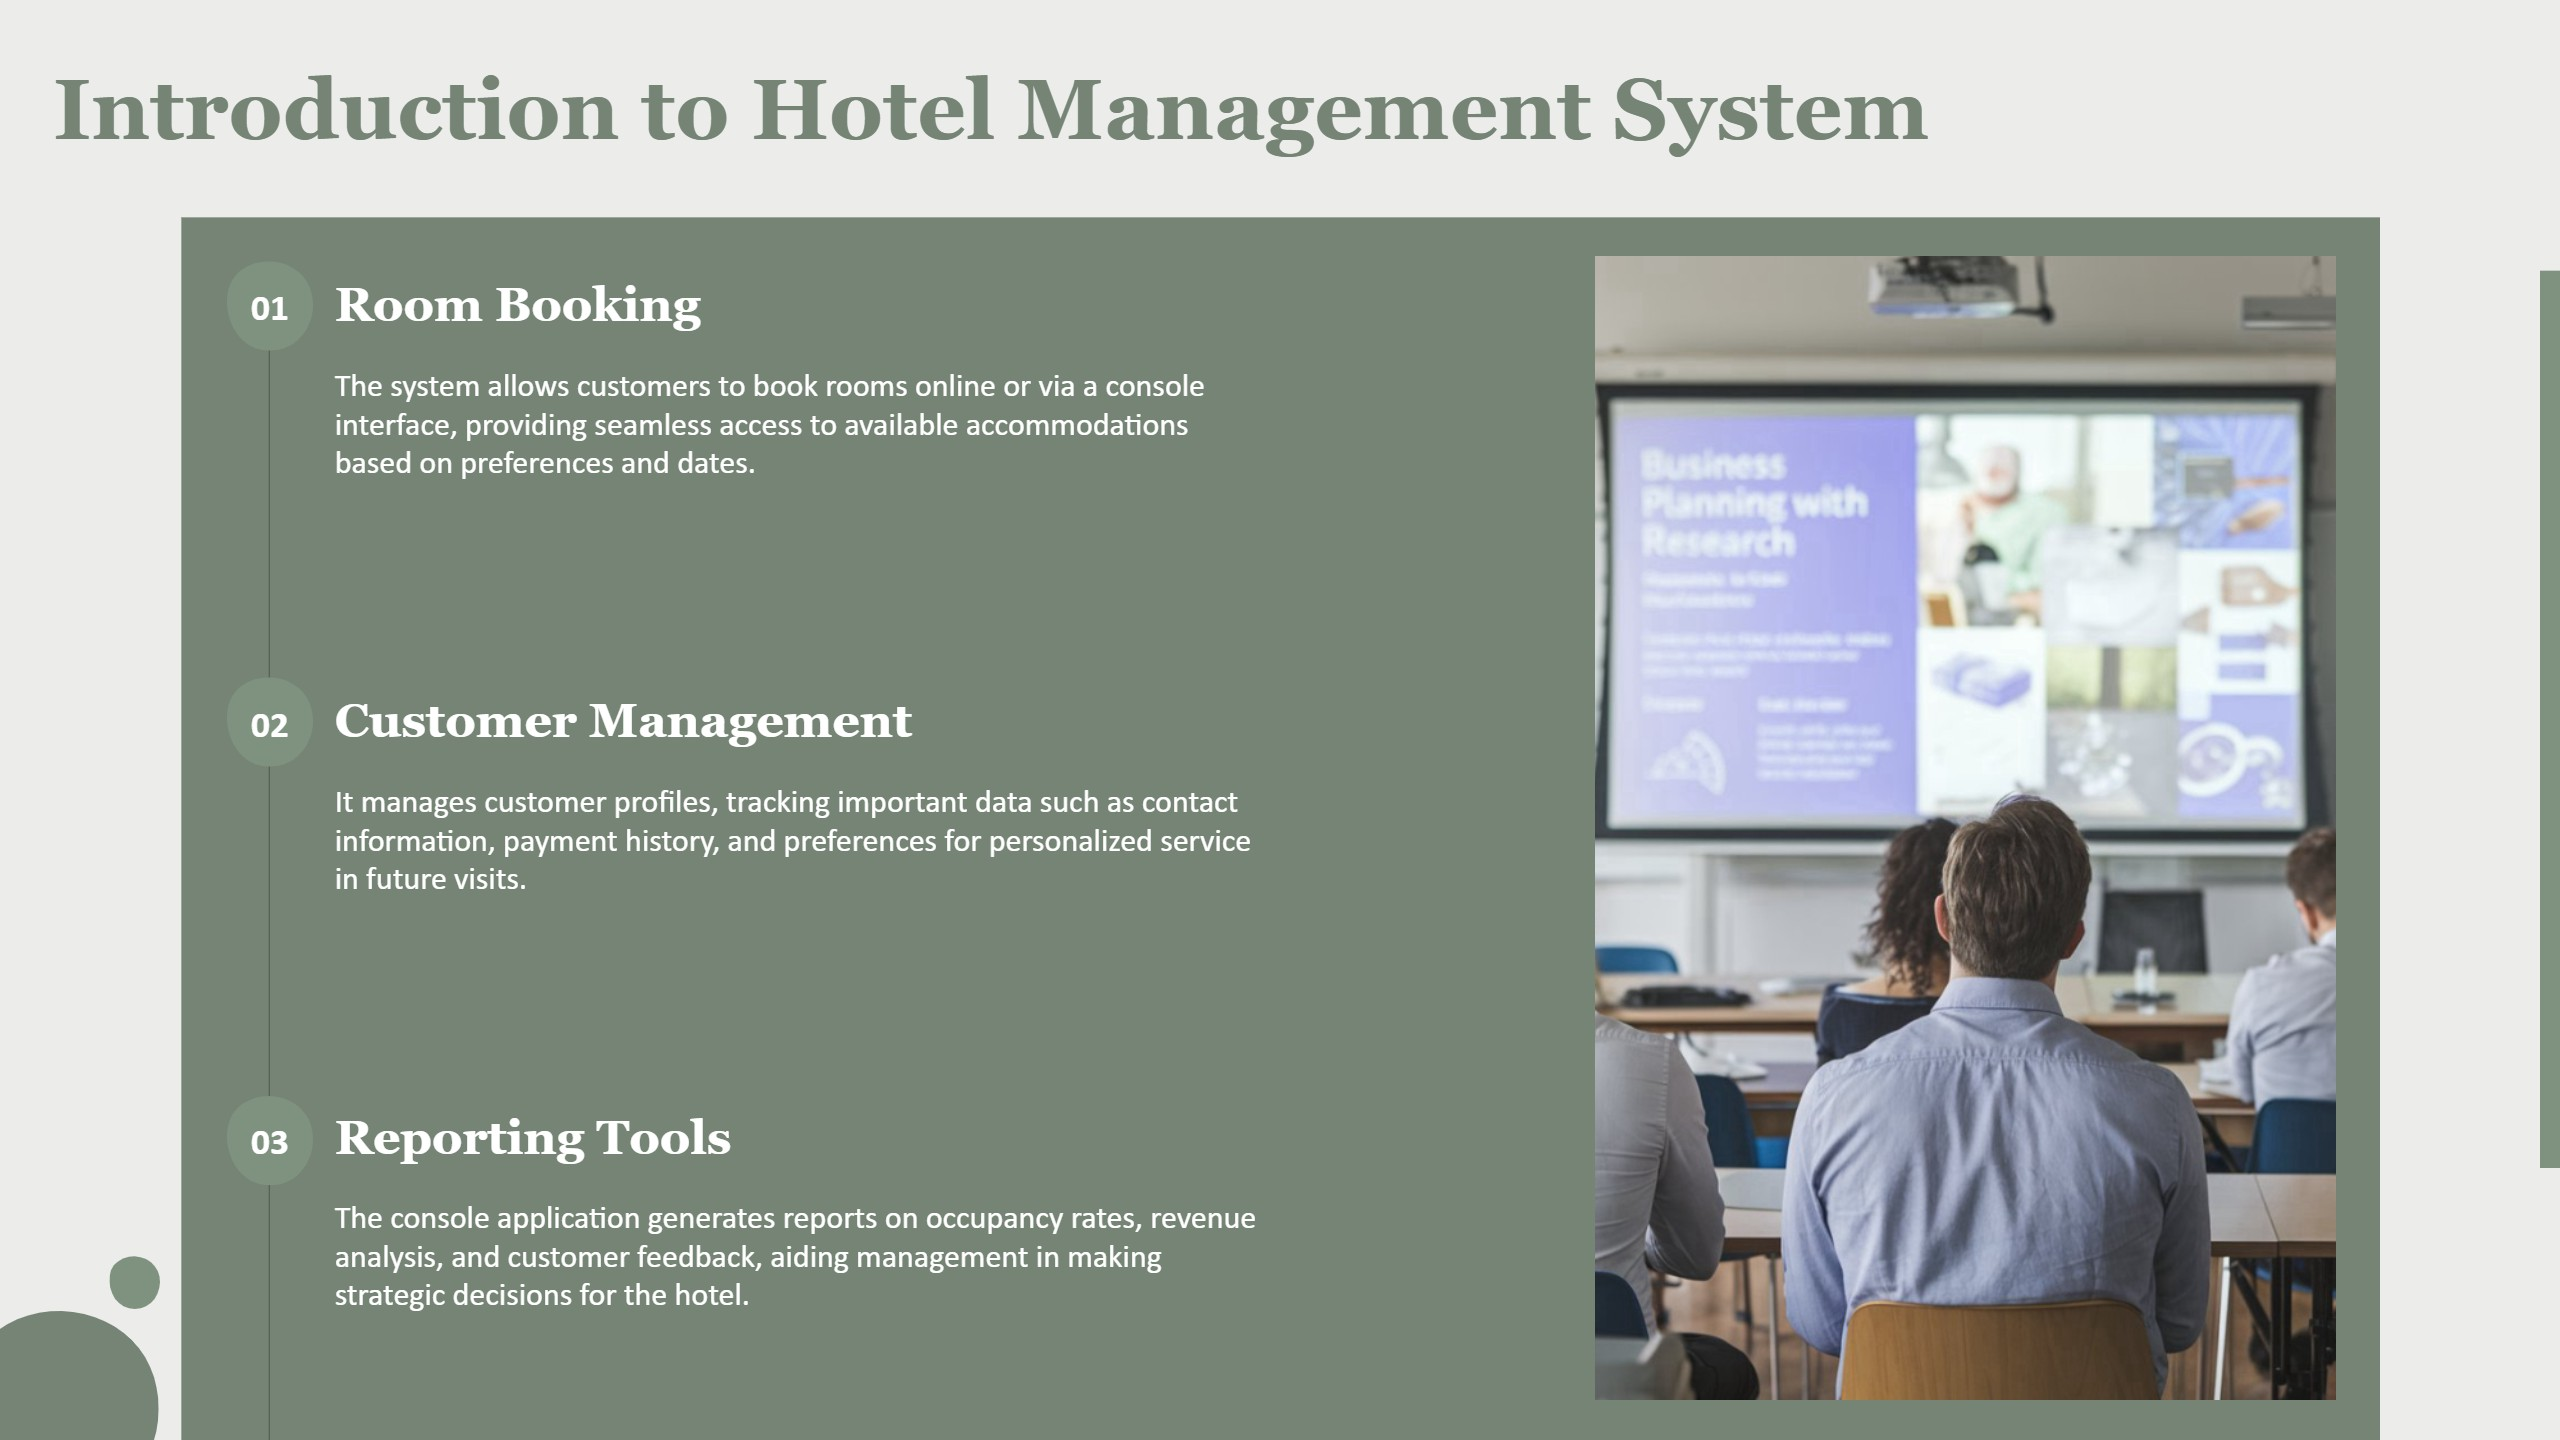 Introduction to Hotel Management System
01
Room Booking
The system allows customers to book rooms online or via a console
interface, providing seamless access to available accommodations
based on preferences and dates.
02
Customer Management
It manages customer profiles, tracking important data such as contact
information, payment history, and preferences for personalized service
in future visits.
03
Reporting Tools
The console application generates reports on occupancy rates, revenue
analysis, and customer feedback, aiding management in making
strategic decisions for the hotel.
Business
Planning with
Research